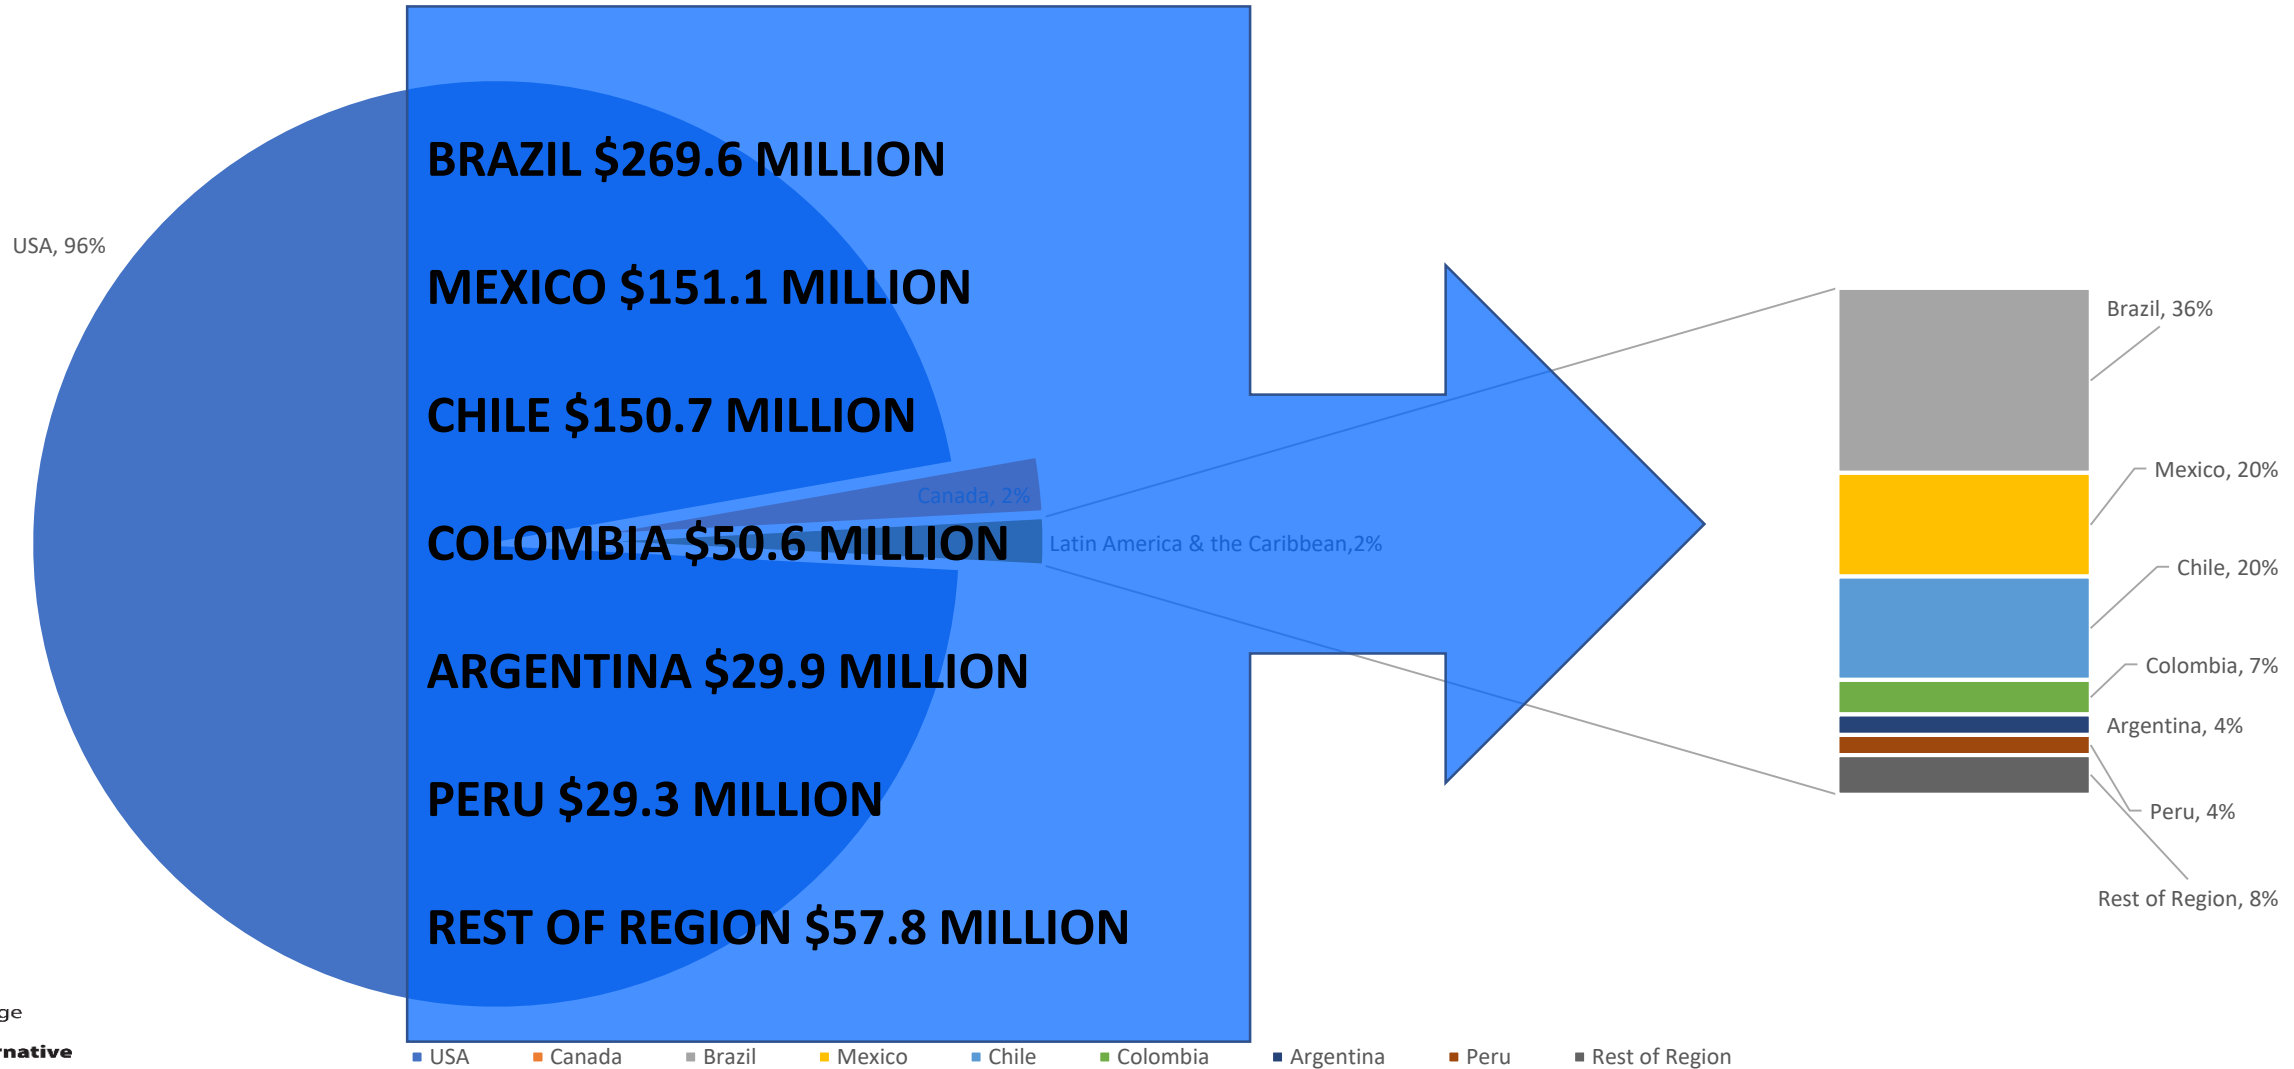 USA, 96%
BRAZIL $269.6 MILLION
MEXICO $151.1 MILLION
CHILE $150.7 MILLION
Canada, 2%
COLOMBIA $50.6 MILLION
Latin America & the Caribbean,2%
ARGENTINA $29.9 MILLION
PERU $29.3 MILLION
REST OF REGION $57.8 MILLION
Brazil, 36%
Mexico, 20%
Chile, 20%
Colombia, 7%
Argentina, 4%
Peru, 4%
Rest of Region, 8%
USA Canada Brazil Mexico Chile Colombia Argentina Peru Rest of Region